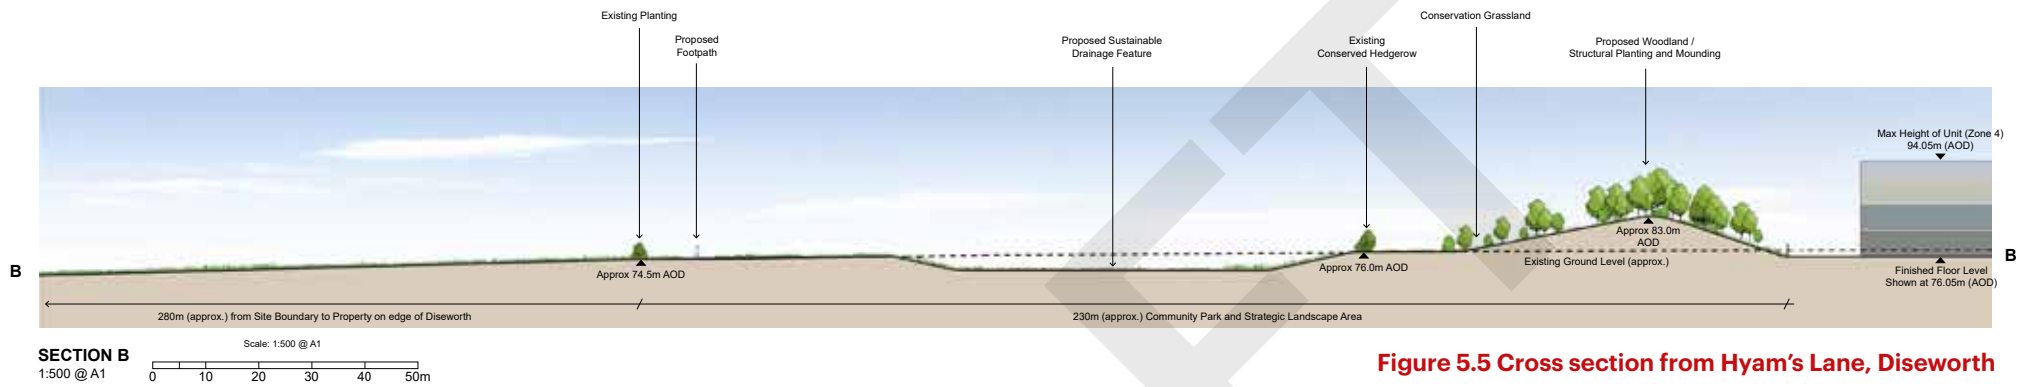 Existing Planting
Proposed
Footpath
Proposed Sustainable
Drainage Feature
Existing
Conserved Hedgerow
Conservation Grassland
Proposed Woodland /
Structural Planting and Mounding
Max Height of Unit (Zone 4)
94.05m (AOD)
Approx 83.0m
AOD
B
Approx 74.5m AOD
Approx 76.0m AOD
Existing Ground Level (approx.)
B
Finished Floor Level
Shown at 76.05m (AOD)
280m (approx.) from Site Boundary to Property on edge of Diseworth
230m (approx.) Community Park and Strategic Landscape Area
SECTION B
1:500 @ A1
Scale: 1:500 @ A1
0 10 20 30 40 50m
Figure 5.5 Cross section from Hyam's Lane, Diseworth